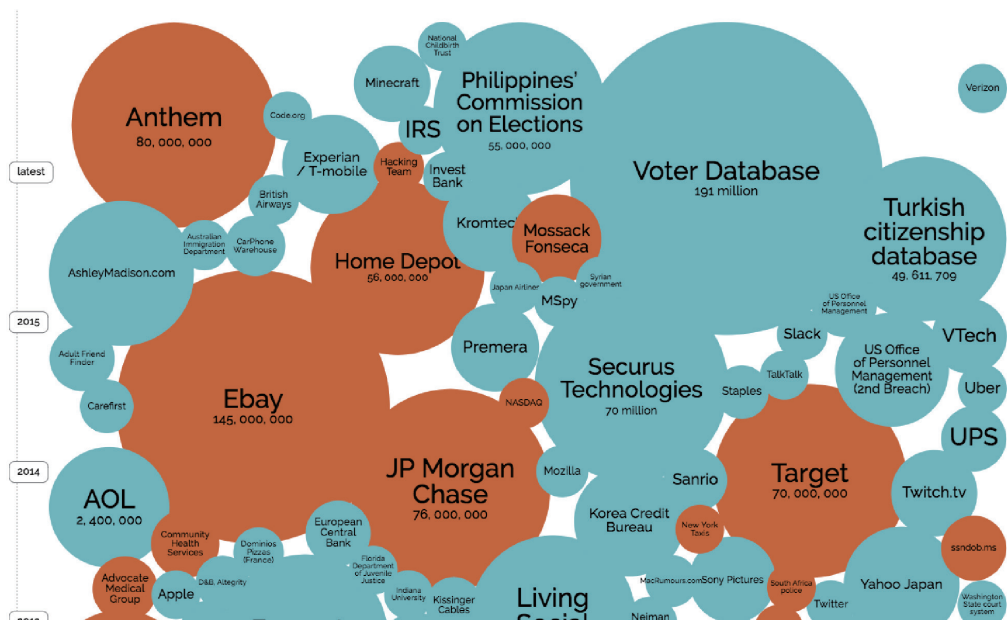 National
Childbirth
Trust
Minecraft
Philippines’
Commission
on Elections
55, 000, 000
Verizon
Anthem
80, 000, 000
Code.org
IRS
Experian
/ T-mobile
Hacking
Team
Invest
Bank
Voter Database
191 million
latest
British
Airways
Kromtech
Mossack
Fonseca
Turkish
citizenship
database
49, 611, 709
Australian
Immigration
Department
CarPhone
Warehouse
AshleyMadison.com
Home Depot
56, 000, 000
Japan Airlines
Syrian
government
MSpy
US Office
of Personnel
Management
2015
Slack
VTech
Adult Friend
Finder
Premera
Securus
Technologies
70 million
US Office
of Personnel
Management
(2nd Breach)
TalkTalk
Staples
Uber
Ebay
145, 000, 000
Carefirst
NASDAQ
UPS
2014
JP Morgan
Chase
76, 000, 000
Mozilla
Sanrio
Target
70, 000, 000
Twitch.tv
AOL
2, 400, 000
Korea Credit
Bureau
New York
Taxis
European
Central
Bank
Community
Health
Services
Dominios
Pizzas
(France)
ssndob.ms
Florida
Department
of Juvenile
Justice
Advocate
Medical
Group
Apple
D&B, Altegrity
Indiana
University
Kissinger
Cables
MacRumours.com
Sony Pictures
South Africa
police
Yahoo Japan
Living
Social
Neiman
Twitter
Washington
State court
system
2013